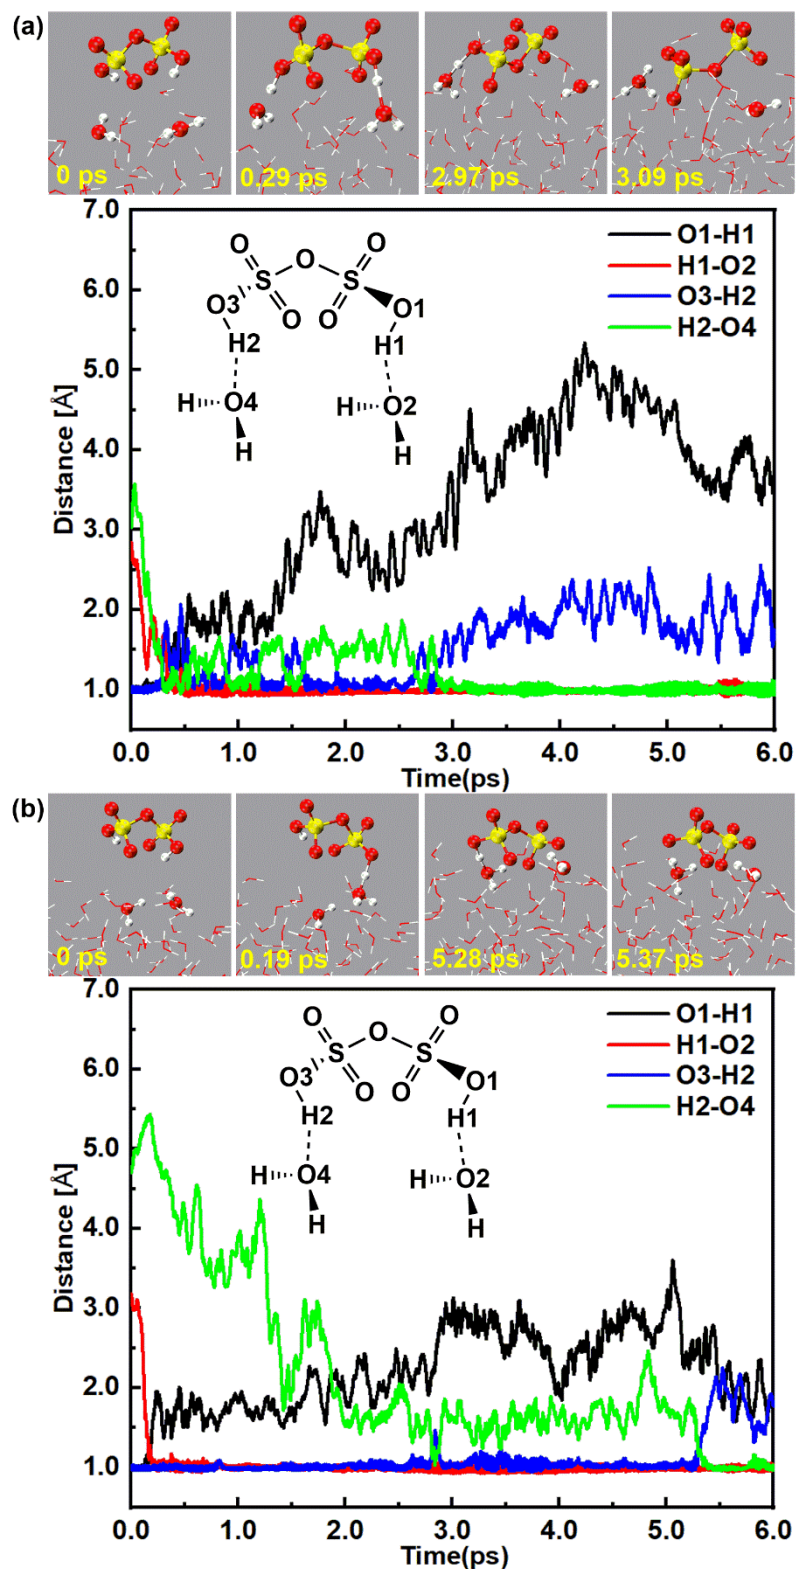 (a)
0 ps
0.29 ps
2.97 ps
3.09 ps
7.0
6.0
5.0
4.0
3.0
2.0
1.0
Distance [Å]
O
O
O
S
S
O3
O
O
O1
H2
H1
H
O4
H
O2
H
H
O1-H1
H1-O2
O3-H2
H2-O4
0.0
1.0
2.0
3.0
4.0
5.0
6.0
Time(ps)
(b)
0 ps
0.19 ps
5.28 ps
5.37 ps
7.0
6.0
5.0
4.0
3.0
2.0
1.0
Distance [Å]
O
O
O
S
S
O3
O
O
O1
H2
H1
H
O4
H
O2
H
H
O1-H1
H1-O2
O3-H2
H2-O4
0.0
1.0
2.0
3.0
4.0
5.0
6.0
Time(ps)